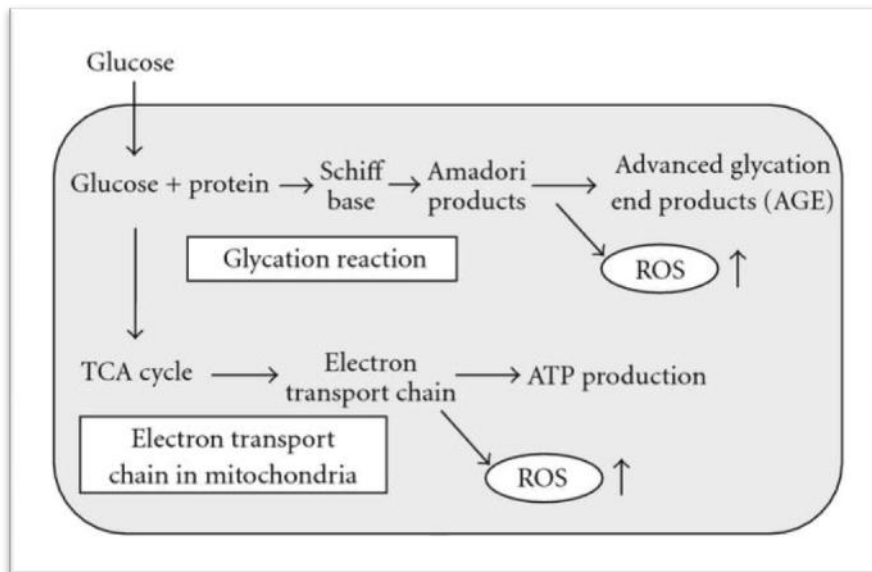 Glucose
Glucose + protein → Schiff base → Amadori products → Advanced glycation end products (AGE)
Glycation reaction
ROS ↑
TCA cycle → Electron transport chain → ATP production
Electron transport
chain in mitochondria
ROS ↑